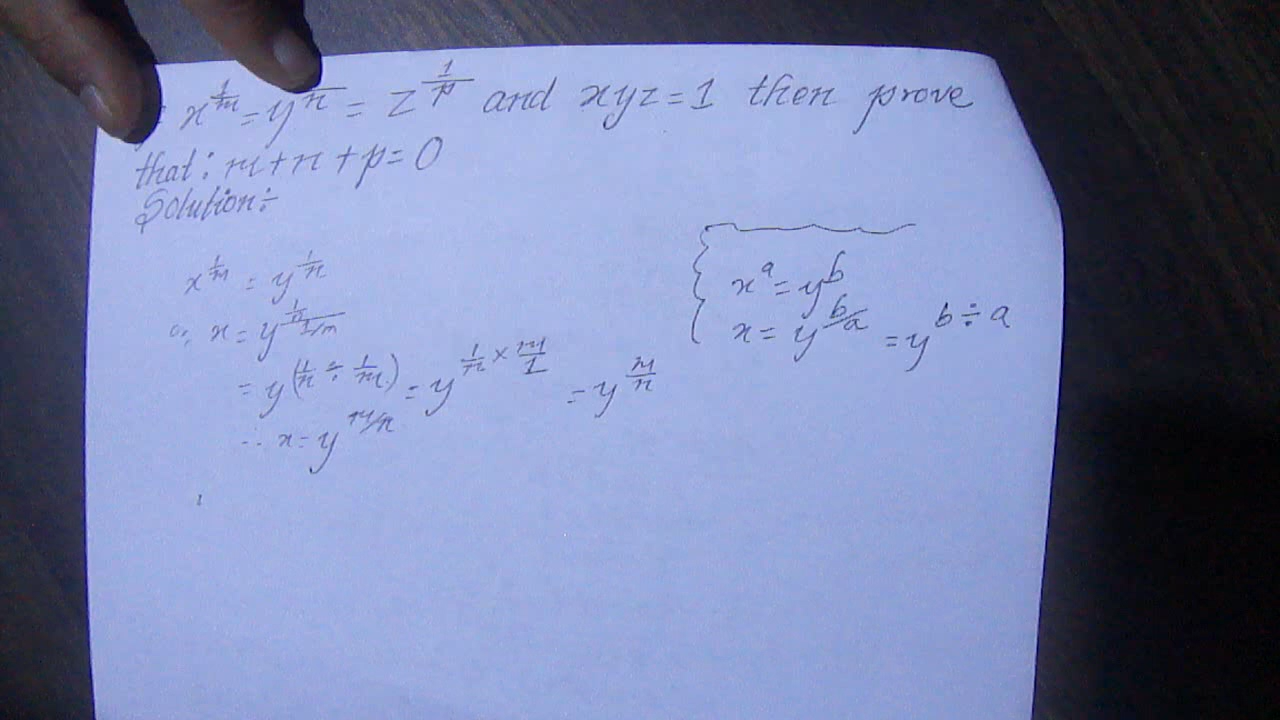 x^{1/m} = y^{1/n} = z^{1/p} and xyz = 1 then prove
that: m + n + p = 0
Solution÷
x^{1/m} = y^{1/n}
or, x = y^{\frac{1/n}{1/m}}
= y^{(1/n ÷ 1/m)} = y^{1/n × m/1} = y^{m/n}
∴ x = y^{m/n}
x^a = y^b
x = y^{b/a} = y^{b ÷ a}